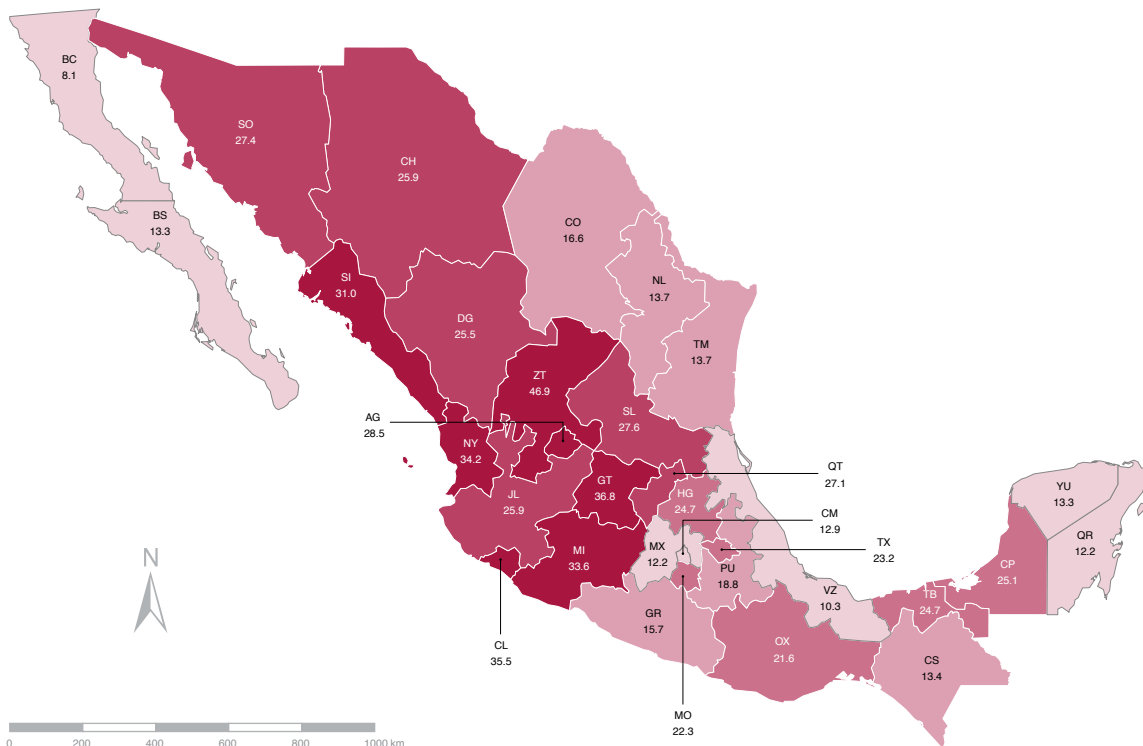 BC
8.1
SO
27.4
CH
25.9
BS
13.3
CO
16.6
SI
31.0
NL
13.7
DG
25.5
TM
13.7
ZT
46.9
AG
28.5
SL
27.6
NY
34.2
QT
27.1
GT
36.8
JL
25.9
HG
24.7
YU
13.3
CM
12.9
QR
12.2
TX
23.2
MX
12.2
MI
33.6
PU
18.8
CP
25.1
VZ
10.3
TB
24.7
N
GR
15.7
OX
21.6
CL
35.5
CS
13.4
MO
22.3
0 200 400 600 800 1000 km